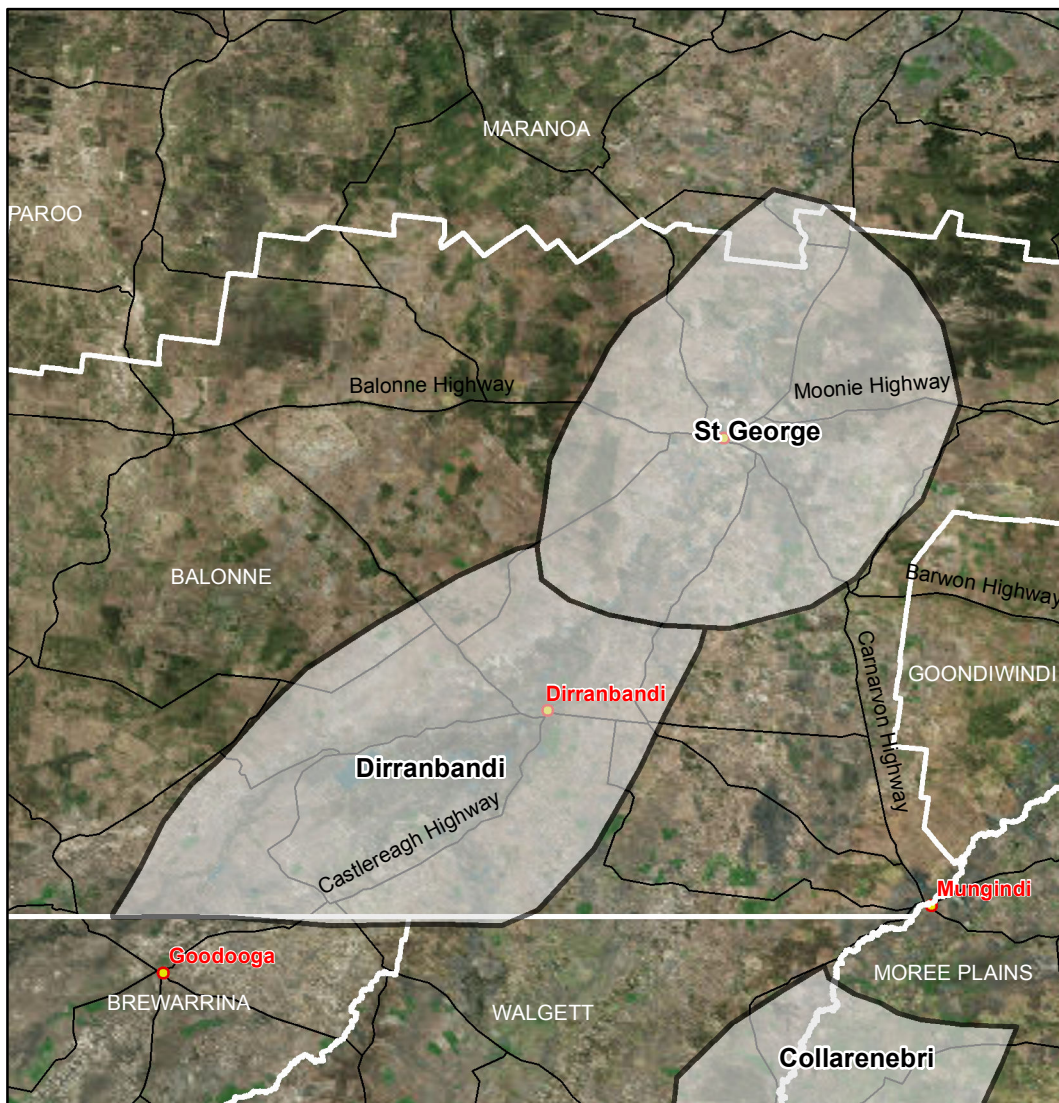 MARANOA
PAROO
Balonne Highway
Moonie Highway
St George
BALONNE
Barwon Highway
GOONDIWINDI
Carnarvon Highway
Dirranbandi
Dirranbandi
Castlereagh Highway
Mungindi
Goodooga
MOREE PLAINS
BREWARRINA
WALGETT
Collarenebri